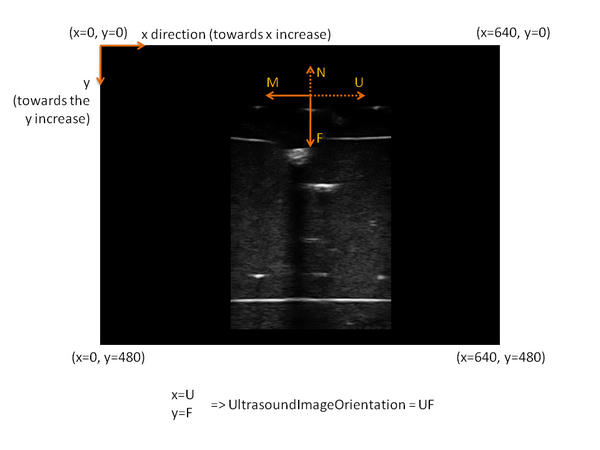 (x=0, y=0)
x direction (towards x increase)
(x=640, y=0)
y
(towards the
y increase)
N
M
U
F
(x=0, y=480)
(x=640, y=480)
x=U
y=F
=> UltrasoundImageOrientation = UF